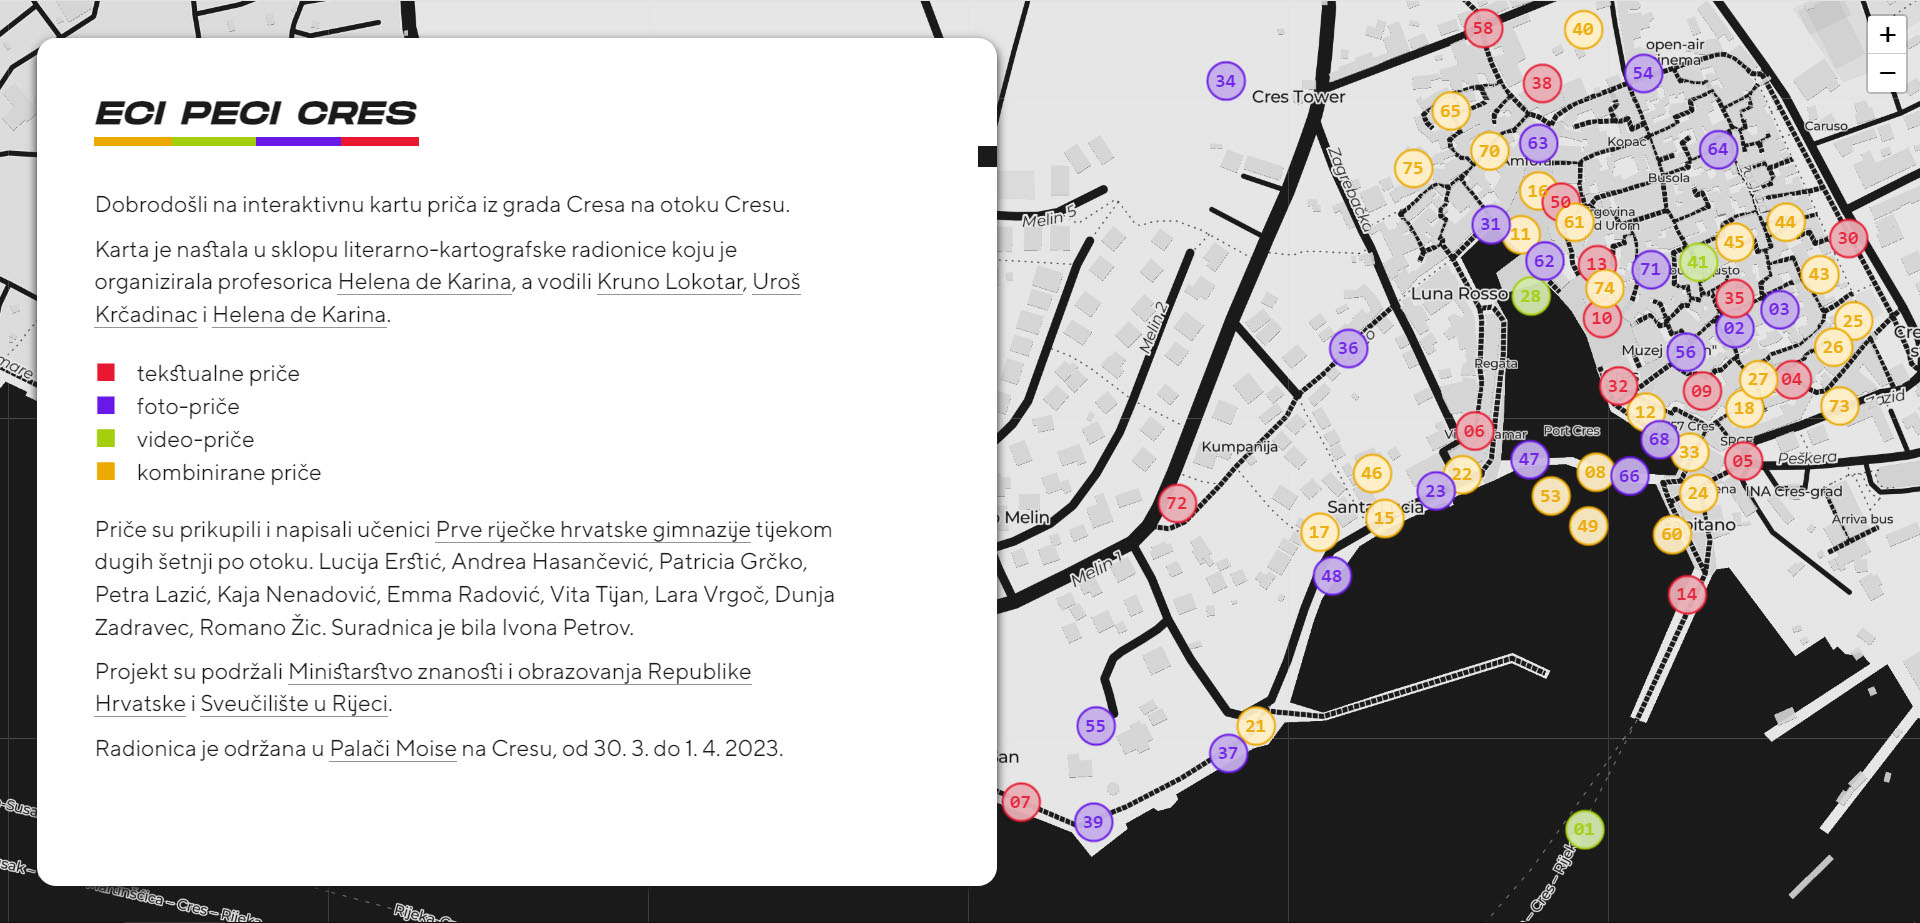 ECI PECI CRES
Dobrodošli na interaktivnu kartu priča iz grada Cresa na otoku Cresu.
Karta je nastala u sklopu literarno-kartografske radionice koju je
organizirala profesorica Helena de Karina, a vodili Kruno Lokotar, Uroš
Krčadinac i Helena de Karina.
tekstualne priče
foto-priče
video-priče
kombinirane priče
Priče su prikupili i napisali učenici Prve riječke hrvatske gimnazije tijekom
dugih šetnji po otoku. Lucija Erstić, Andrea Hasančević, Patricia Grčko,
Petra Lazić, Kaja Nenadović, Emma Radović, Vita Tijan, Lara Vrgoč, Dunja
Zadravec, Romano Žic. Suradnica je bila Ivona Petrov.
Projekt su podržali Ministarstvo znanosti i obrazovanja Republike
Hrvatske i Sveučilište u Rijeci.
Radionica je održana u Palači Moise na Cresu, od 30. 3. do 1. 4. 2023.
+
−
58
40
open-air
54
34
38
Cres Tower
65
Caruso
63
Kopac
64
70
75
Zagrebačka
Busola
16
50
Melin 5
61
44
31
11
30
45
62
13
71
41
43
74
28
Luna Rosso
35
03
Melin 2
10
02
25
36
26
Muzej
56
Regata
27
04
32
09
12
18
73
06
Port Cres
57 Cres
68
Kumpanija
33
SRCE
47
05
Peškera
46
22
08
66
23
53
24
INA Cres-grad
72
Melin
15
Arriva bus
17
49
60
Melin 1
48
14
55
21
37
07
39
01
Martinšćica – Cres – Rijeka